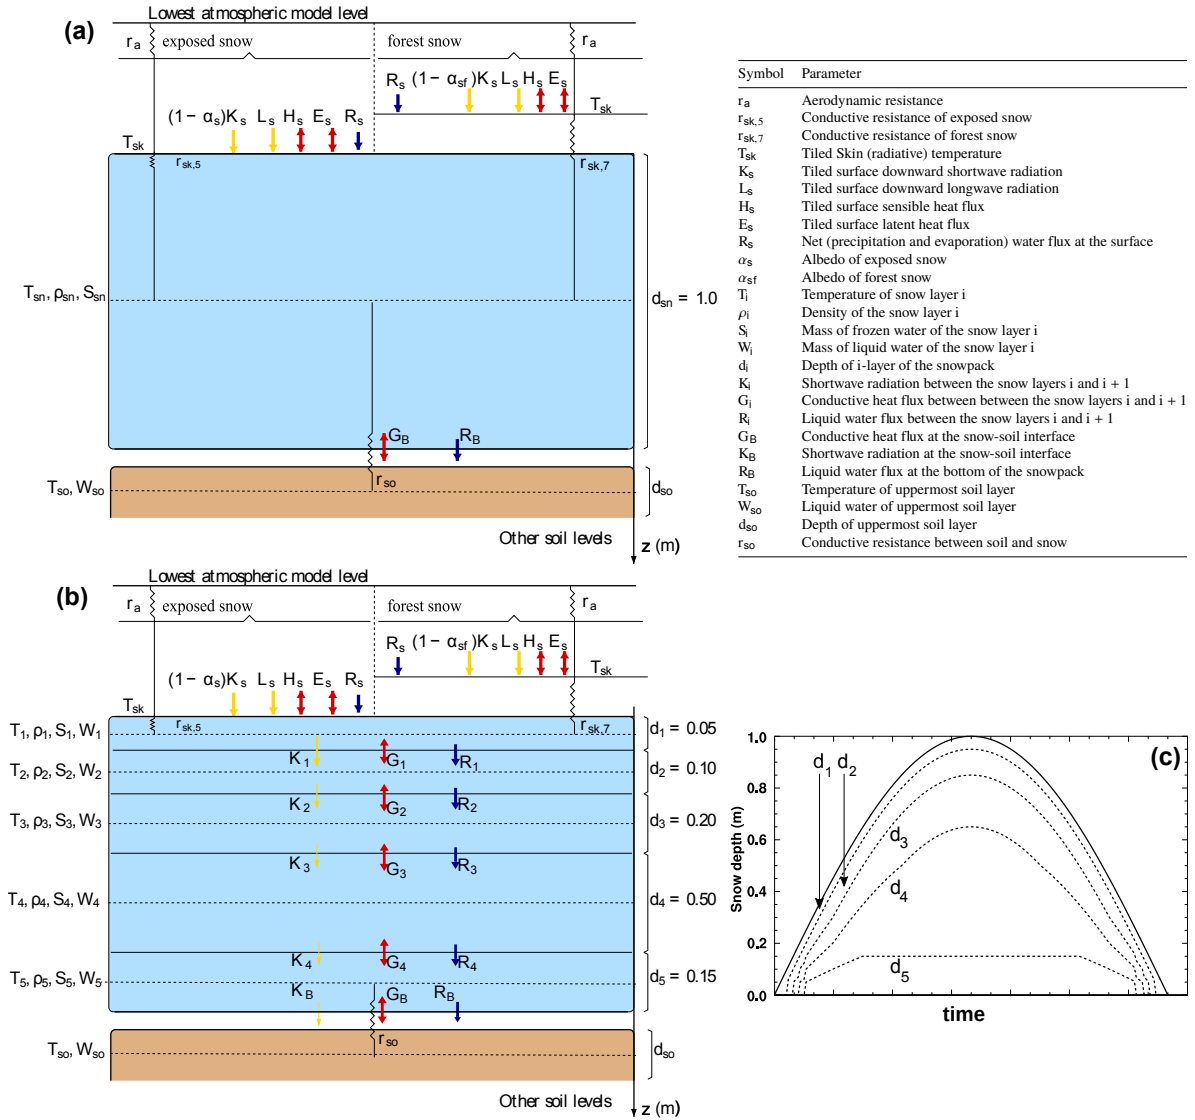 (a)
Lowest atmospheric model level
r_a exposed snow forest snow r_a
R_s (1− α_sf)K_s L_s H_s E_s
T_sk
(1− α_s)K_s L_s H_s E_s R_s
T_sk
r_sk,5 r_sk,7
T_sn, ρ_sn, S_sn
d_sn = 1.0
G_B R_B
r_so
T_so, W_so
d_so
Other soil levels
z (m)
Symbol Parameter
r_a Aerodynamic resistance
r_sk,5 Conductive resistance of exposed snow
r_sk,7 Conductive resistance of forest snow
T_sk Tiled Skin (radiative) temperature
K_s Tiled surface downward shortwave radiation
L_s Tiled surface downward longwave radiation
H_s Tiled surface sensible heat flux
E_s Tiled surface latent heat flux
R_s Net (precipitation and evaporation) water flux at the surface
α_s Albedo of exposed snow
α_sf Albedo of forest snow
T_i Temperature of snow layer i
ρ_i Density of the snow layer i
S_i Mass of frozen water of the snow layer i
W_i Mass of liquid water of the snow layer i
d_i Depth of i-layer of the snowpack
K_i Shortwave radiation between the snow layers i and i + 1
G_i Conductive heat flux between between the snow layers i and i + 1
R_i Liquid water flux between the snow layers i and i + 1
G_B Conductive heat flux at the snow-soil interface
K_B Shortwave radiation at the snow-soil interface
R_B Liquid water flux at the bottom of the snowpack
T_so Temperature of uppermost soil layer
W_so Liquid water of uppermost soil layer
d_so Depth of uppermost soil layer
r_so Conductive resistance between soil and snow
(b)
Lowest atmospheric model level
r_a exposed snow forest snow r_a
R_s (1− α_sf)K_s L_s H_s E_s
T_sk
(1− α_s)K_s L_s H_s E_s R_s
T_sk
r_sk,5 r_sk,7
T_1, ρ_1, S_1, W_1
d_1 = 0.05
K_1 G_1 R_1
T_2, ρ_2, S_2, W_2
d_2 = 0.10
K_2 G_2 R_2
T_3, ρ_3, S_3, W_3
d_3 = 0.20
K_3 G_3 R_3
T_4, ρ_4, S_4, W_4
d_4 = 0.50
K_4 G_4 R_4
T_5, ρ_5, S_5, W_5
d_5 = 0.15
K_B G_B R_B
r_so
T_so, W_so
d_so
Other soil levels
z (m)
(c)
Snow depth (m)
1.0
0.8
0.6
0.4
0.2
0.0
d_1 d_2
d_3
d_4
d_5
time